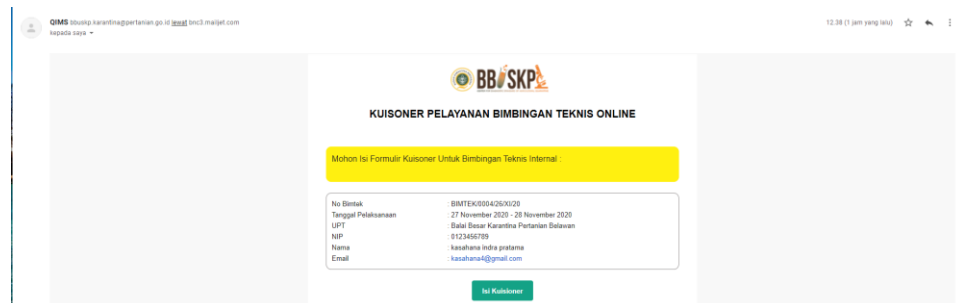 QIMS bbuskp.karantina@pertanian.go.id lewat bnc3.mailjet.com
12.38 (1 jam yang lalu)
kepada saya
BBUSKP
KUISONER PELAYANAN BIMBINGAN TEKNIS ONLINE
Mohon Isi Formulir Kuisoner Untuk Bimbingan Teknis Internal :
No Bimtek : BIMTEK/0004/26/XI/20
Tanggal Pelaksanaan : 27 November 2020 - 28 November 2020
UPT : Balai Besar Karantina Pertanian Belawan
NIP : 0123456789
Nama : kasahana indra pratama
Email : kasahana4@gmail.com
Isi Kuisioner